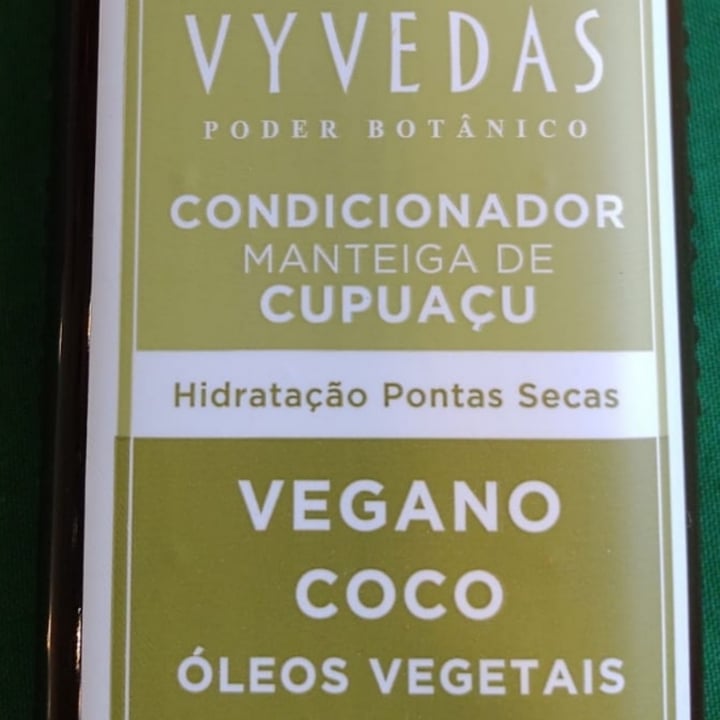 VYVEDAS
PODER BOTÂNICO
CONDICIONADOR
MANTEIGA DE
CUPUAÇU
Hidratação Pontas Secas
VEGANO
COCO
ÓLEOS VEGETAIS